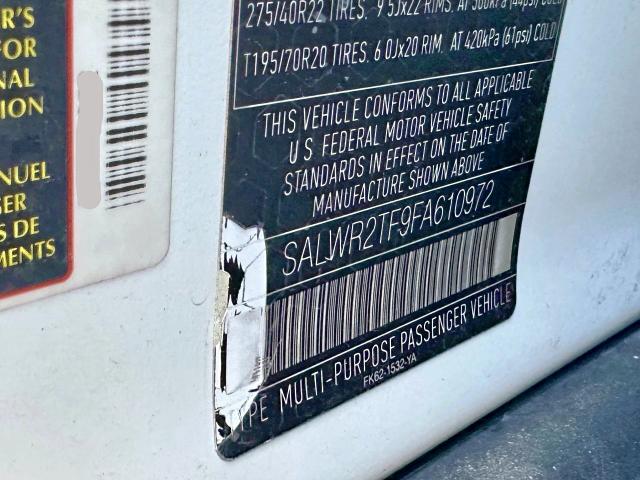 R'S
FOR
NAL
ION
NUEL
SER
S DE
MENTS
275/40R22 TIRES, 9 5Jx22 RIMS, AT 300kPa (44psi) COLD
T195/70R20 TIRES, 6 0Jx20 RIM, AT 420kPa (61psi) COLD
THIS VEHICLE CONFORMS TO ALL APPLICABLE
U S FEDERAL MOTOR VEHICLE SAFETY
STANDARDS IN EFFECT ON THE DATE OF
MANUFACTURE SHOWN ABOVE
SALWR2TF9FA610972
TYPE MULTI-PURPOSE PASSENGER VEHICLE
FK62-1532-YA